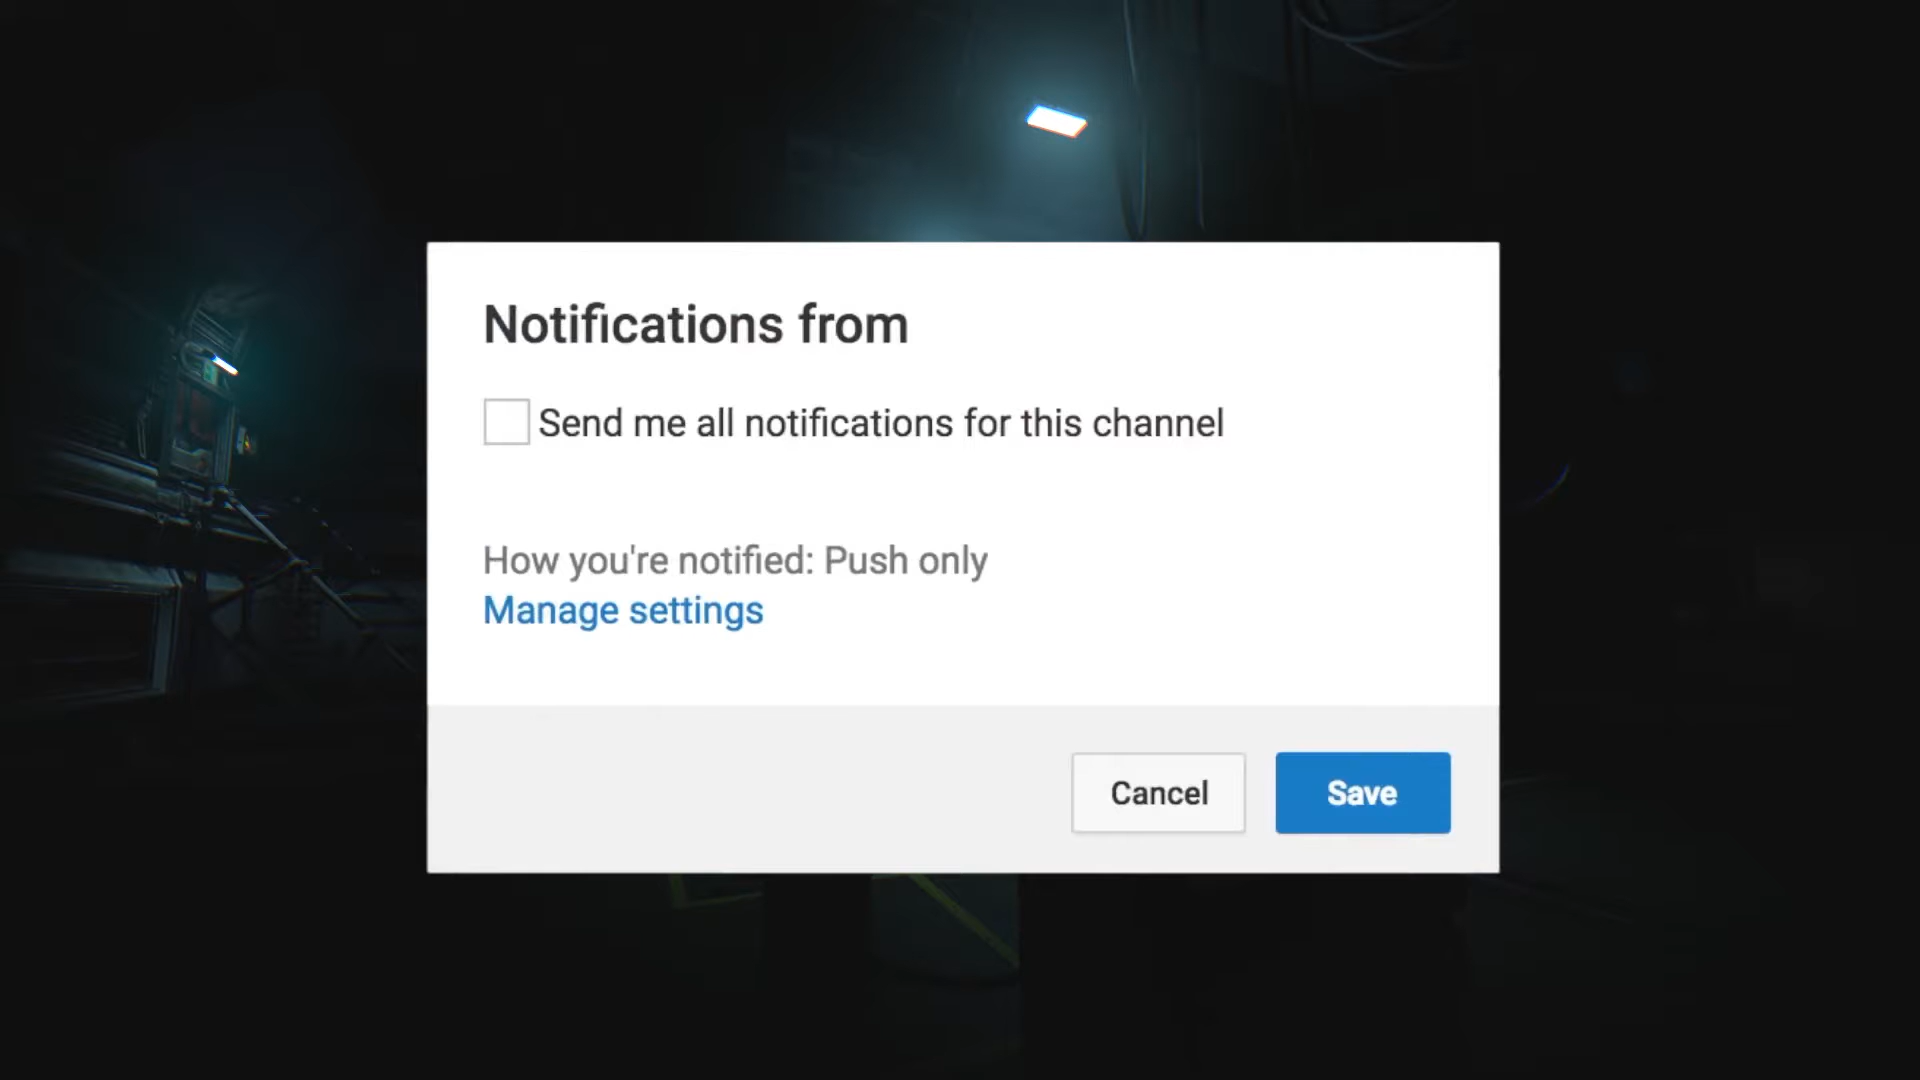 Notifications from
Send me all notifications for this channel
How you're notified: Push only
Manage settings
Cancel
Save